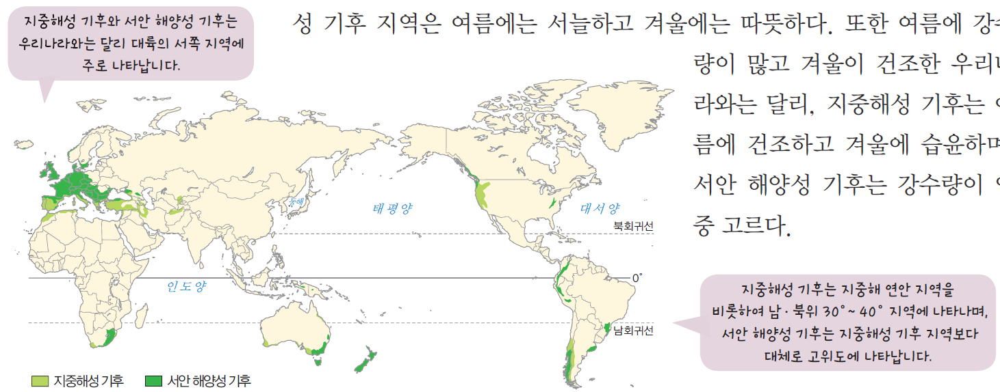 지중해성 기후와 서안 해양성 기후는
우리나라와는 달리 대륙의 서쪽 지역에
주로 나타납니다.
성 기후 지역은 여름에는 서늘하고 겨울에는 따뜻하다. 또한 여름에
량이 많고 겨울이 건조한
라와는 달리, 지중해성 기후는
름에 건조하고 겨울에 습윤하며
서안 해양성 기후는 강수량이
중 고르다.
동해
태평양
대서양
북회귀선
0°
인도양
남회귀선
지중해성 기후는 지중해 연안 지역을
비롯하여 남·북위 30°~40° 지역에 나타나며,
서안 해양성 기후는 지중해성 기후 지역보다
대체로 고위도에 나타납니다.
지중해성 기후
서안 해양성 기후